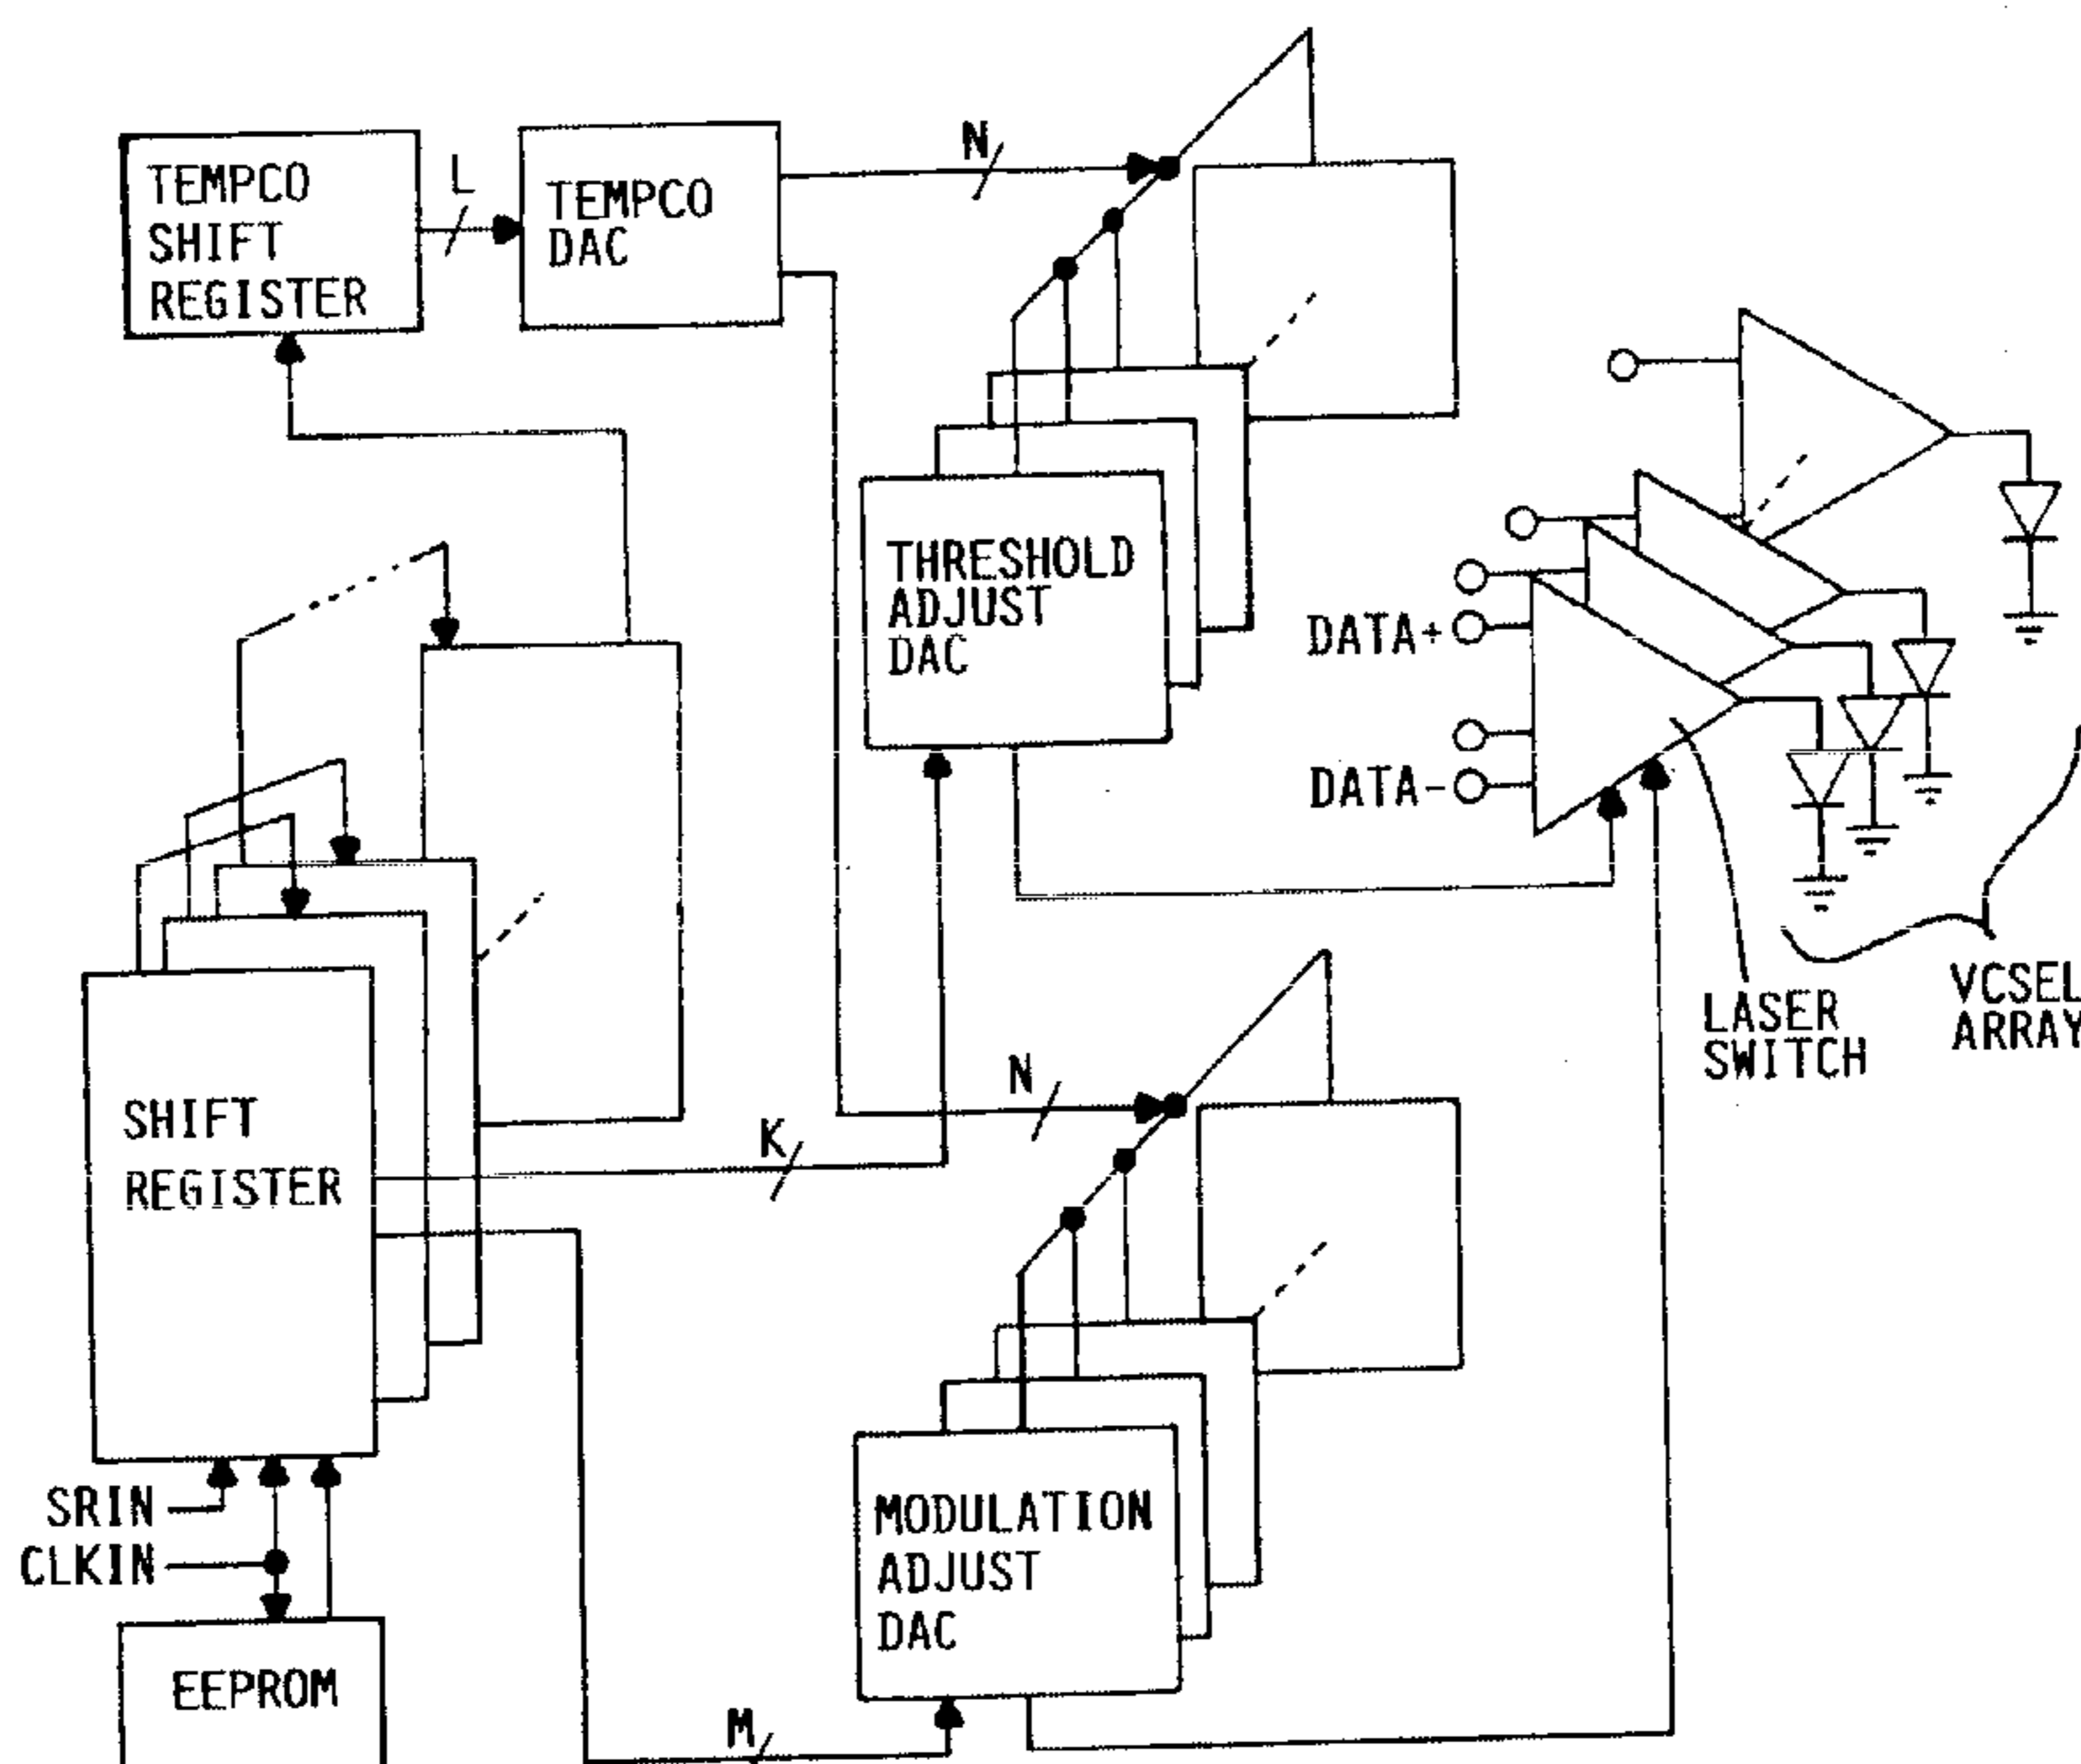 TEMPCO
SHIFT
REGISTER
L
TEMPCO
DAC
N
THRESHOLD
ADJUST
DAC
DATA+
DATA-
LASER
SWITCH
VCSEL
ARRAY
SHIFT
REGISTER
K
N
SRIN
CLKIN
EEPROM
MODULATION
ADJUST
DAC
M